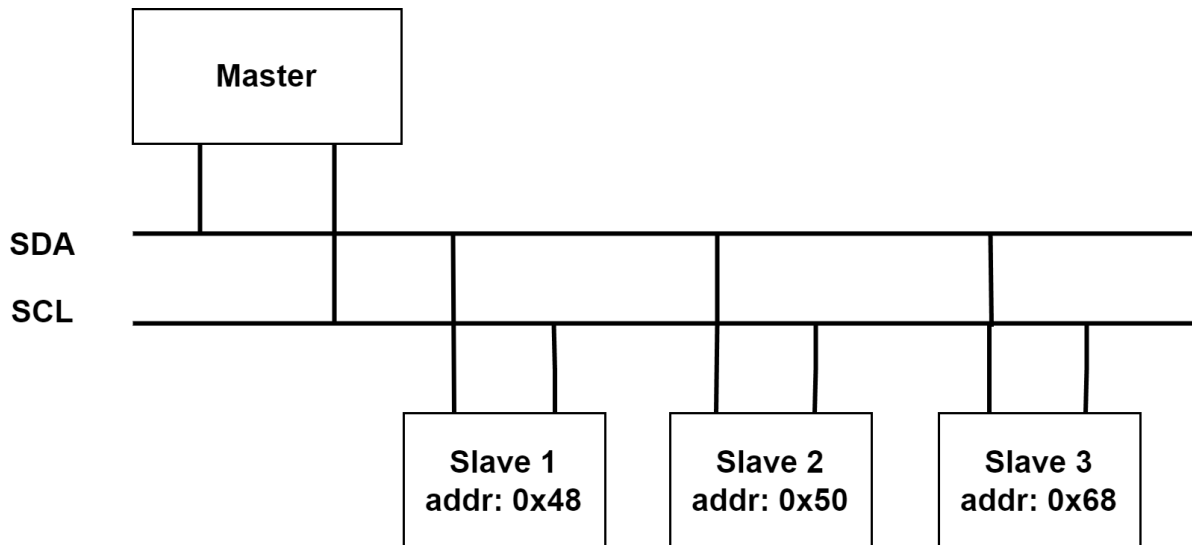 Master
SDA
SCL
Slave 1
addr: 0x48
Slave 2
addr: 0x50
Slave 3
addr: 0x68